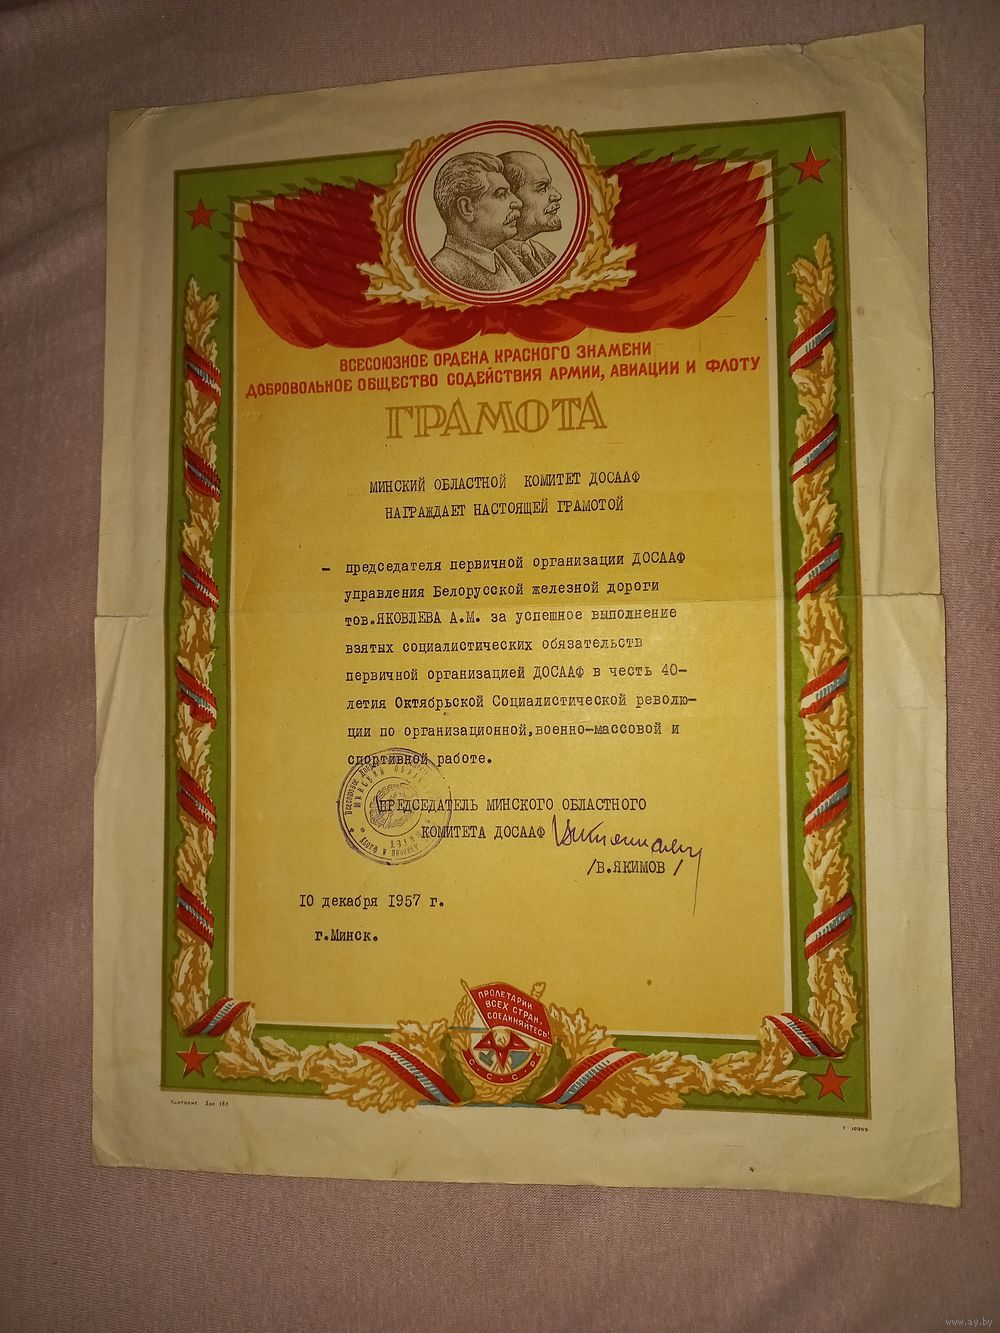 ВСЕСОЮЗНОЕ ОРДЕНА КРАСНОГО ЗНАМЕНИ
ДОБРОВОЛЬНОЕ ОБЩЕСТВО СОДЕЙСТВИЯ АРМИИ, АВИАЦИИ И ФЛОТУ
ГРАМОТА
МИНСКИЙ ОБЛАСТНОЙ КОМИТЕТ ДОСААФ
НАГРАЖДАЕТ НАСТОЯЩЕЙ ГРАМОТОЙ
– председателя первичной организации ДОСААФ
управления Белорусской железной дороги
тов.ЯКОВЛЕВА А.М. за успешное выполнение
взятых социалистических обязательств
первичной организацией ДОСААФ в честь 40-
летия Октябрьской Социалистической револю-
ции по организационной,военно-массовой и
спортивной работе.
ПРЕДСЕДАТЕЛЬ МИНСКОГО ОБЛАСТНОГО
КОМИТЕТА ДОСААФ
/В.ЯКИМОВ /
10 декабря 1957 г.
г.Минск.
ПРОЛЕТАРИИ
ВСЕХ СТРАН,
СОЕДИНЯЙТЕСЬ!
С·С·С·Р
www.ay.by